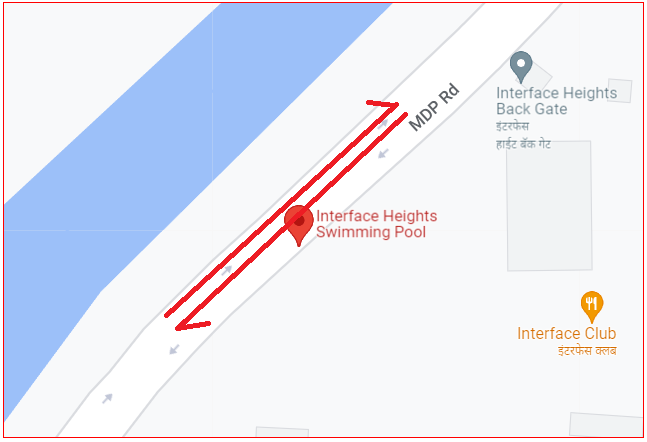 MDP Rd
Interface Heights
Back Gate
इंटरफेस
हाईट बॅक गेट
Interface Heights
Swimming Pool
Interface Club
इंटरफेस क्लब